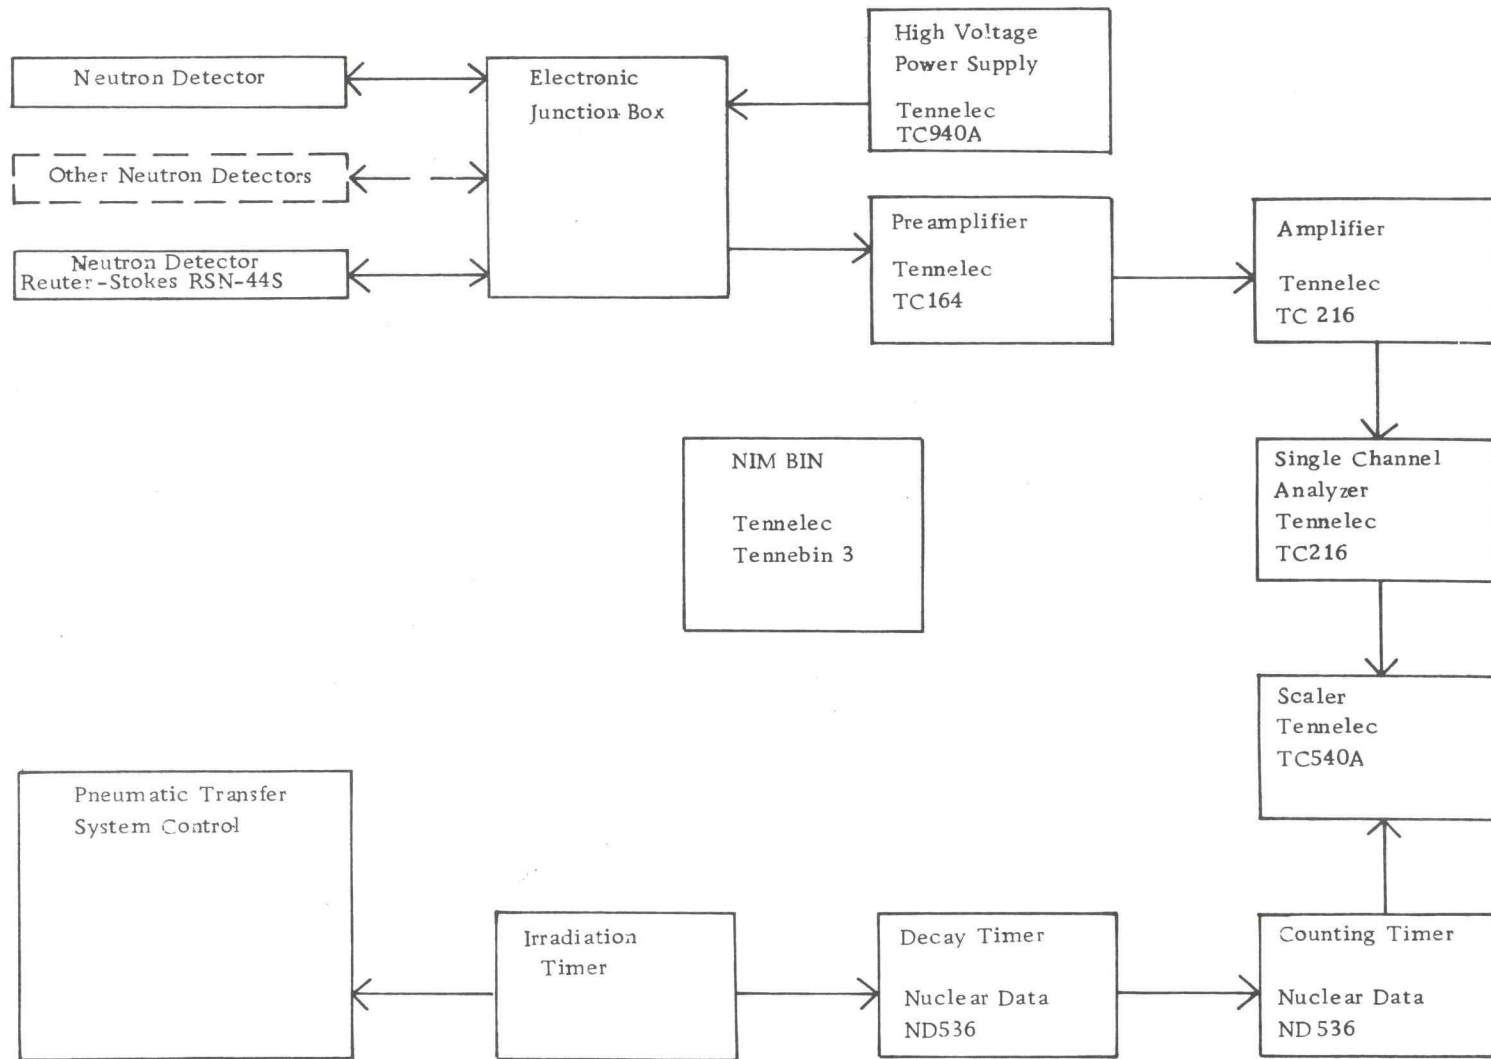 Neutron Detector
Other Neutron Detectors
Neutron Detector
Reuter-Stokes RSN-44S
Electronic
Junction Box
High Voltage
Power Supply
Tennelec
TC940A
Preamplifier
Tennelec
TC164
Amplifier
Tennelec
TC 216
NIM BIN
Tennelec
Tennebin 3
Single Channel
Analyzer
Tennelec
TC216
Scaler
Tennelec
TC540A
Pneumatic Transfer
System Control
Irradiation
Timer
Decay Timer
Nuclear Data
ND536
Counting Timer
Nuclear Data
ND 536